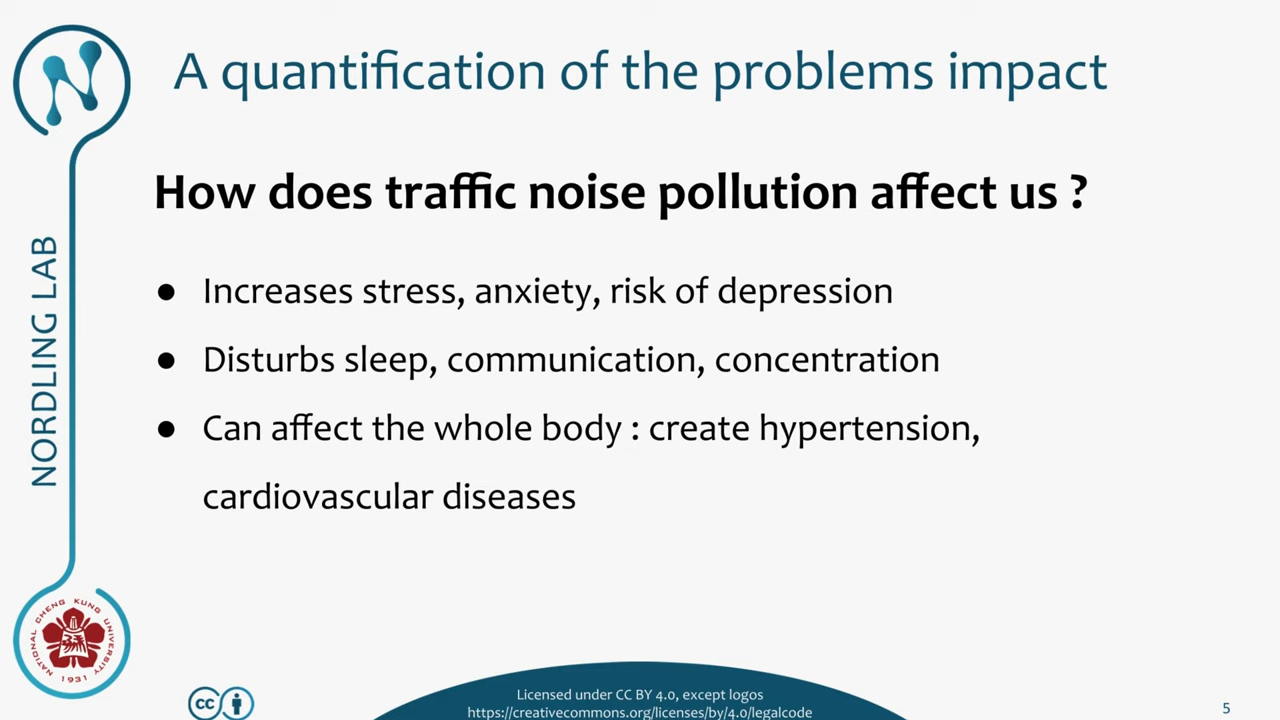 A quantification of the problems impact
How does traffic noise pollution affect us ?
● Increases stress, anxiety, risk of depression
● Disturbs sleep, communication, concentration
● Can affect the whole body : create hypertension,
cardiovascular diseases
NORDLING LAB
NATIONAL CHENG KUNG UNIVERSITY
1931
cc
Licensed under CC BY 4.0, except logos
https://creativecommons.org/licenses/by/4.0/legalcode
5